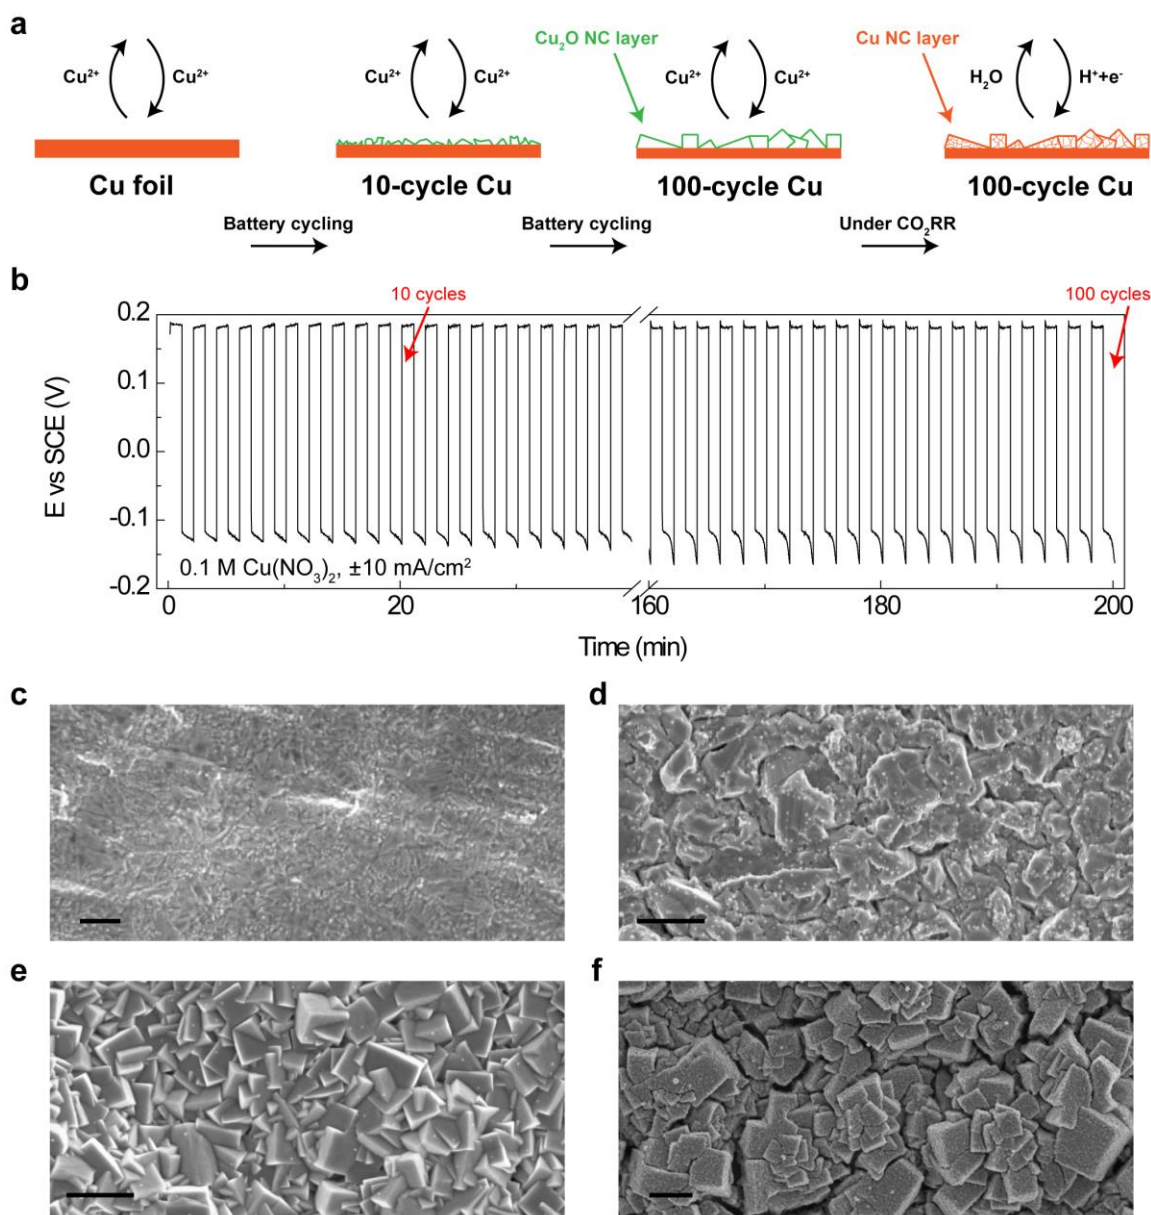 a
Cu₂O NC layer
Cu NC layer
Cu²⁺ Cu²⁺
Cu²⁺ Cu²⁺
Cu²⁺ Cu²⁺
H₂O H⁺+e⁻
Cu foil
10-cycle Cu
100-cycle Cu
100-cycle Cu
Battery cycling
Battery cycling
Under CO₂RR
b
10 cycles
100 cycles
0.2
0.1
0.0
-0.1
-0.2
E vs SCE (V)
0.1 M Cu(NO₃)₂, ±10 mA/cm²
0 20 160 180 200
Time (min)
c
d
e
f